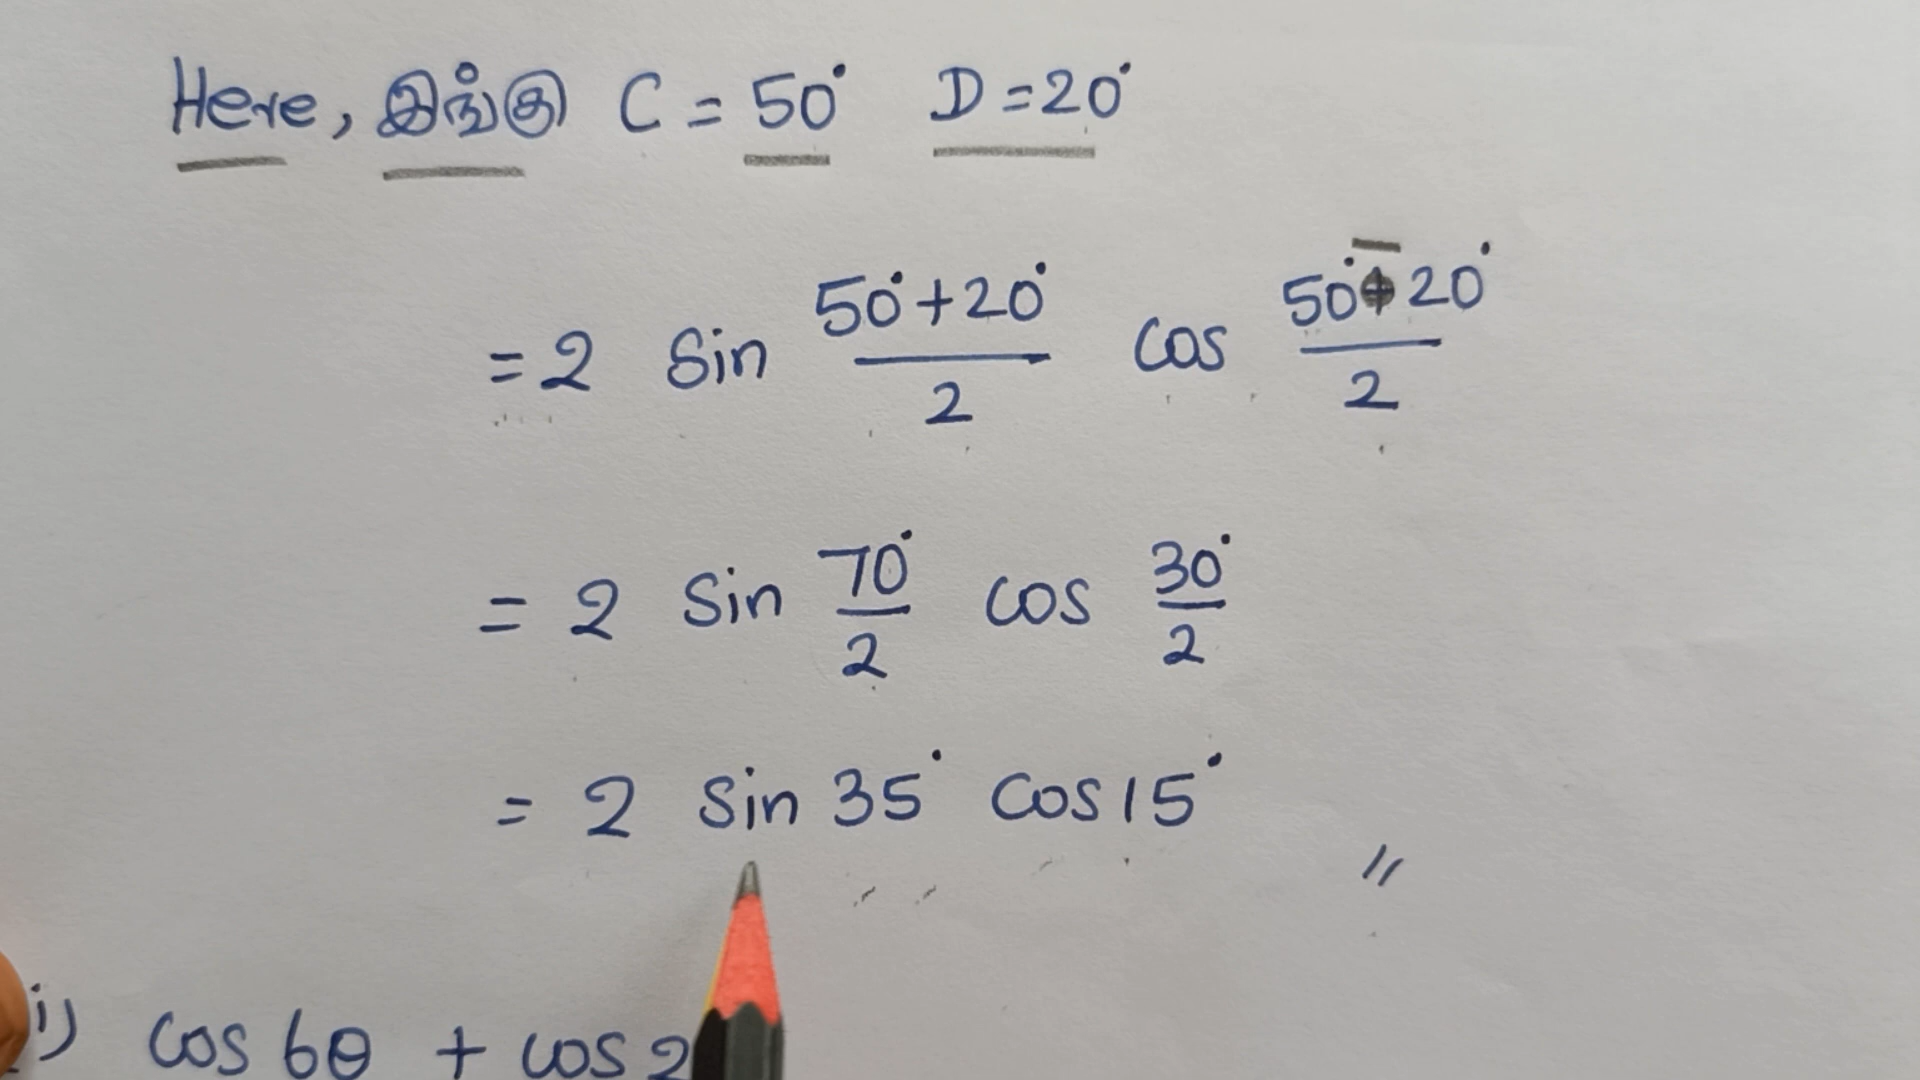 Here, இங்கு C = 50° D = 20°
= 2 Sin (50°+20°)/2 cos (50°-20°)/2
= 2 Sin 70°/2 cos 30°/2
= 2 Sin 35° Cos 15° //
i) cos 6θ + cos 2